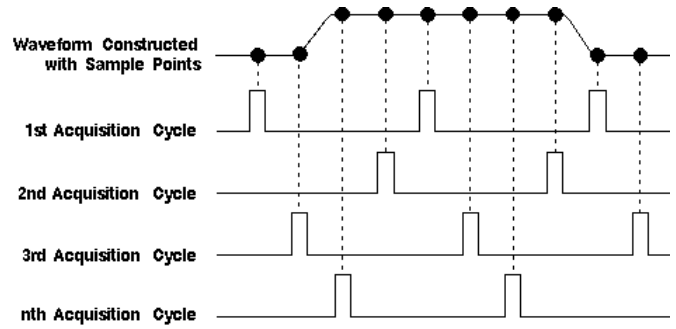 Waveform Constructed
with Sample Points
1st Acquisition Cycle
2nd Acquisition Cycle
3rd Acquisition Cycle
nth Acquisition Cycle